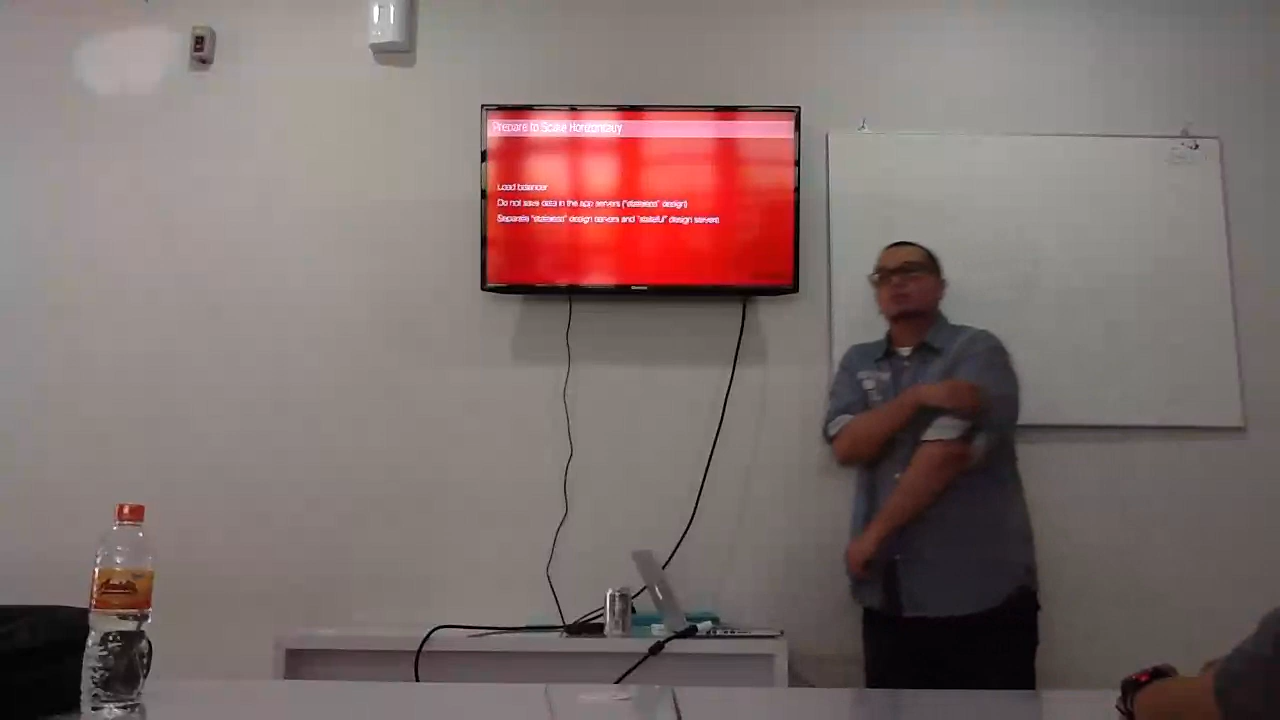 Prepare to Scale Horizontally
Load balancer
Do not save data in the app servers ("stateless" design)
Separate "stateless" design servers and "stateful" design servers